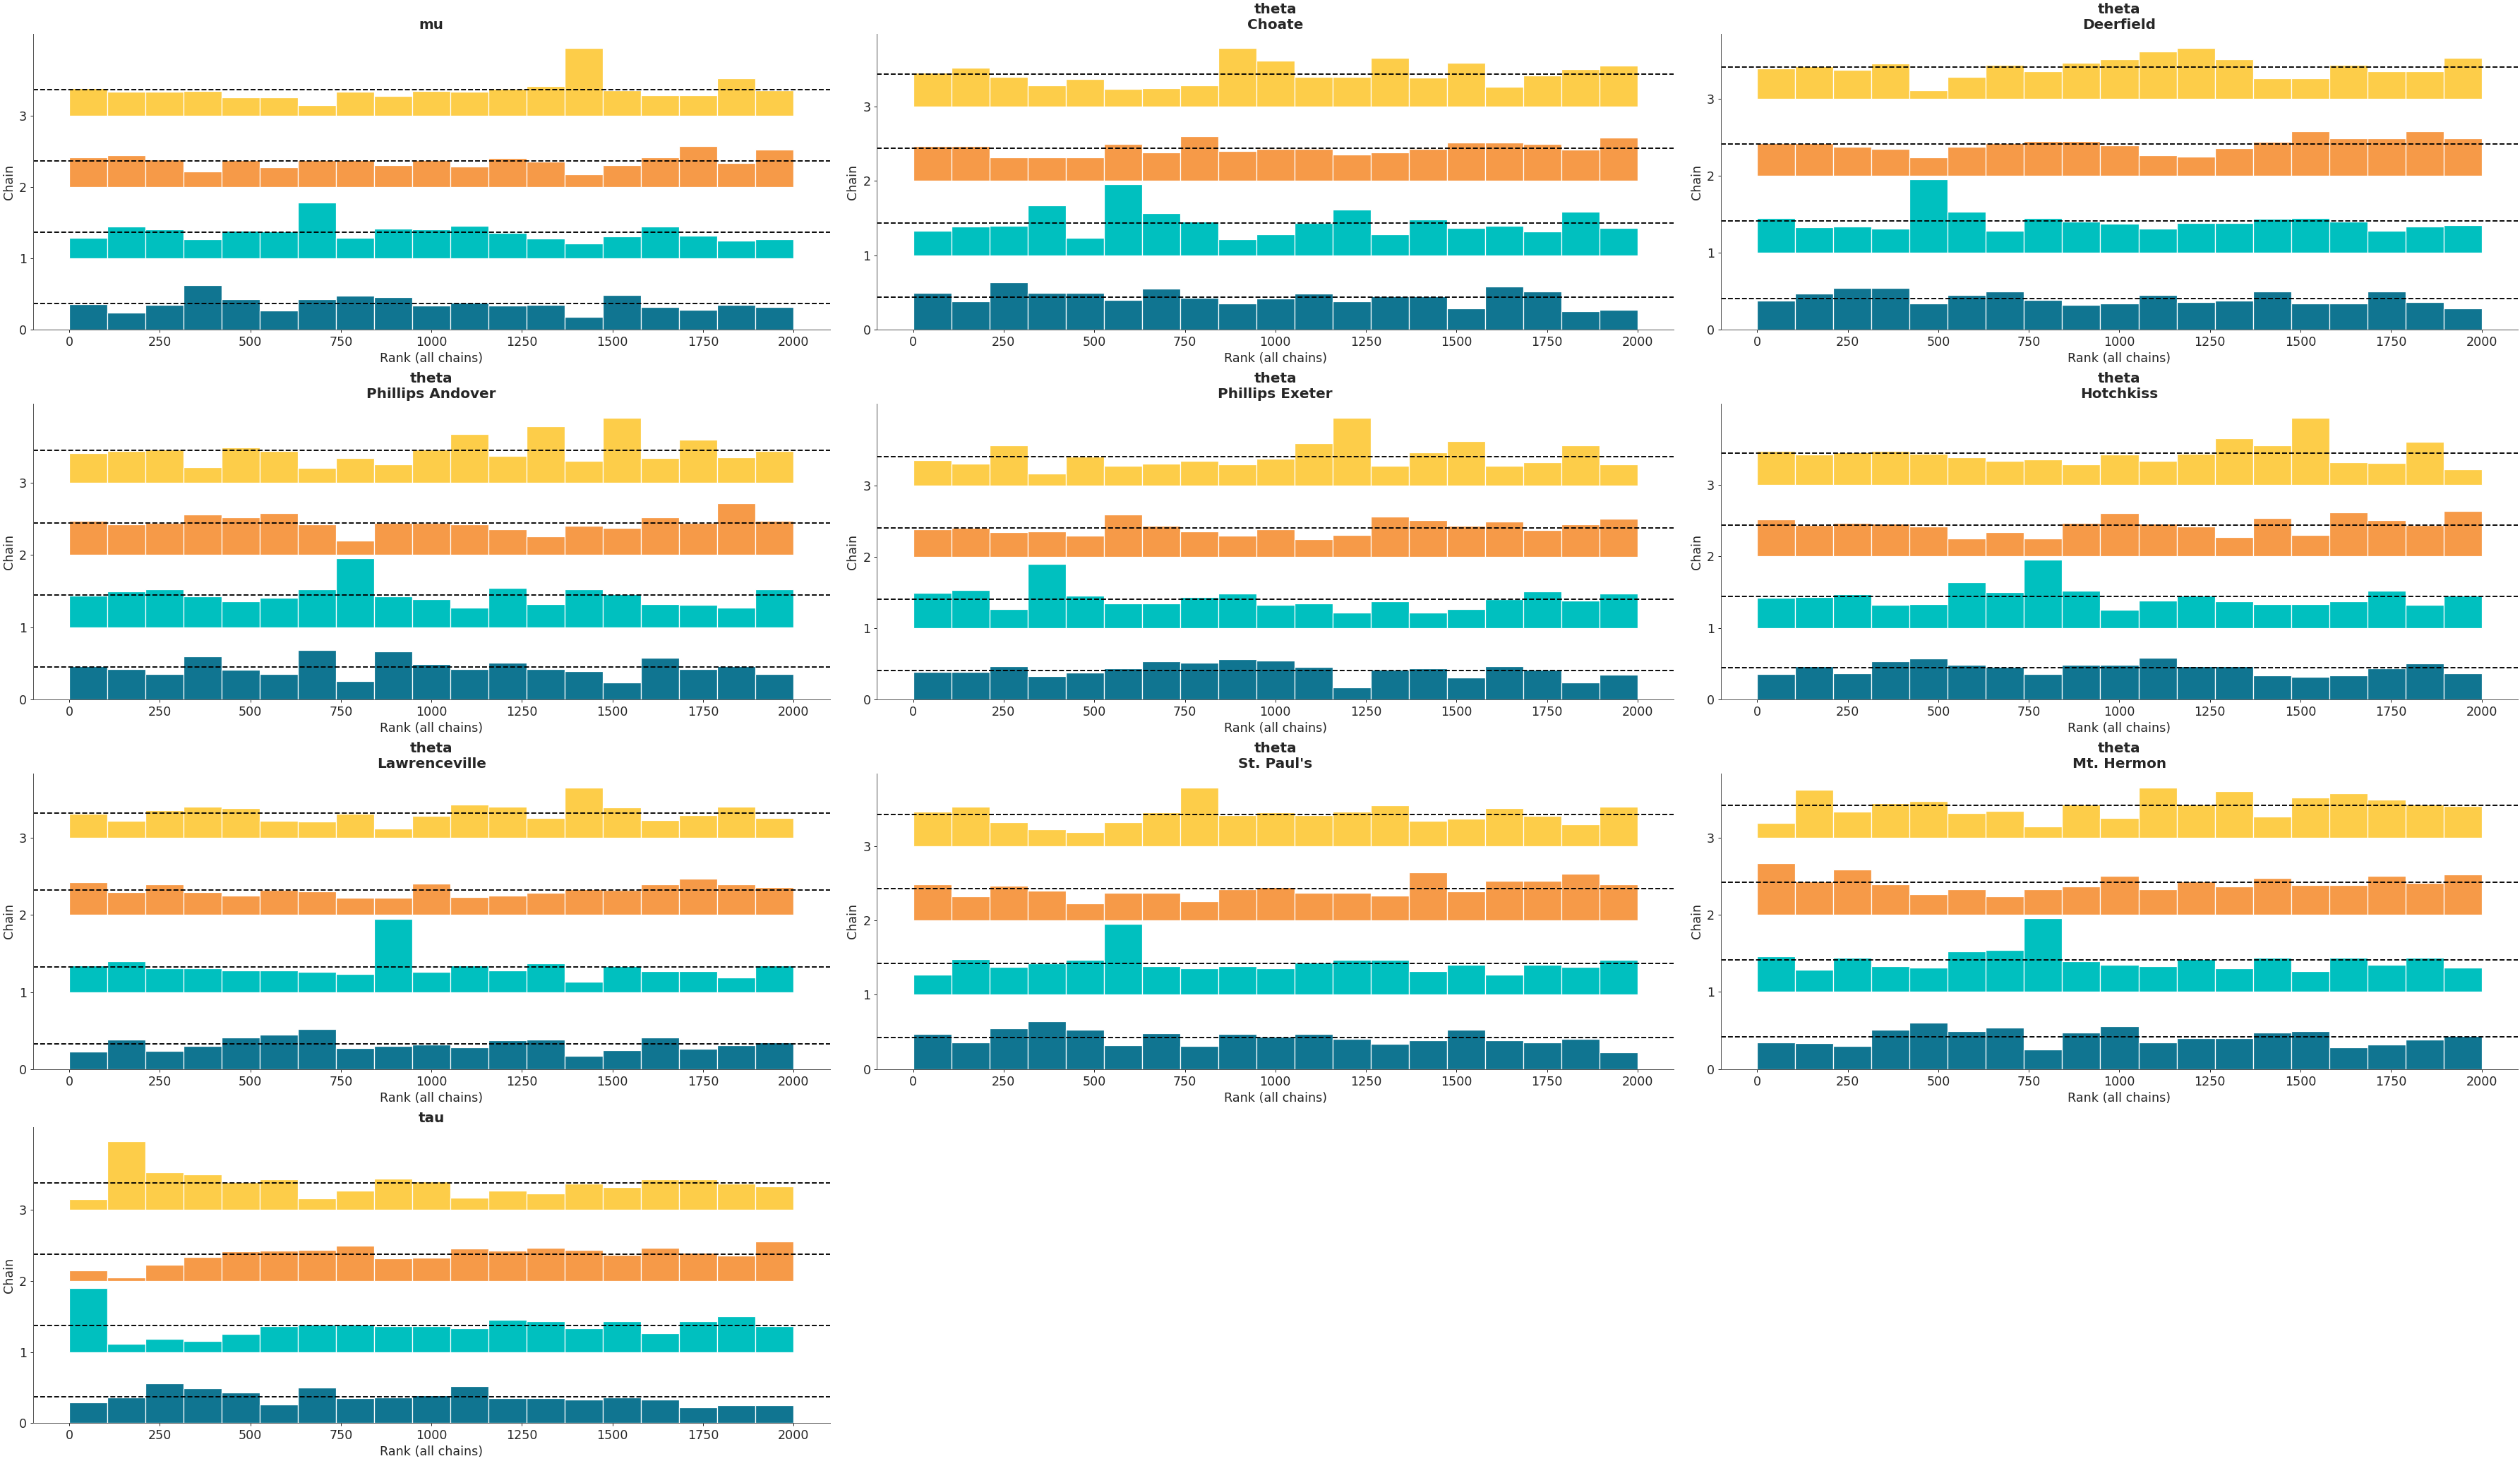 mu
Chain
3
2
1
0
0 250 500 750 1000 1250 1500 1750 2000
Rank (all chains)
theta
Choate
Chain
3
2
1
0
0 250 500 750 1000 1250 1500 1750 2000
Rank (all chains)
theta
Deerfield
Chain
3
2
1
0
0 250 500 750 1000 1250 1500 1750 2000
Rank (all chains)
theta
Phillips Andover
Chain
3
2
1
0
0 250 500 750 1000 1250 1500 1750 2000
Rank (all chains)
theta
Phillips Exeter
Chain
3
2
1
0
0 250 500 750 1000 1250 1500 1750 2000
Rank (all chains)
theta
Hotchkiss
Chain
3
2
1
0
0 250 500 750 1000 1250 1500 1750 2000
Rank (all chains)
theta
Lawrenceville
Chain
3
2
1
0
0 250 500 750 1000 1250 1500 1750 2000
Rank (all chains)
theta
St. Paul's
Chain
3
2
1
0
0 250 500 750 1000 1250 1500 1750 2000
Rank (all chains)
theta
Mt. Hermon
Chain
3
2
1
0
0 250 500 750 1000 1250 1500 1750 2000
Rank (all chains)
tau
Chain
3
2
1
0
0 250 500 750 1000 1250 1500 1750 2000
Rank (all chains)